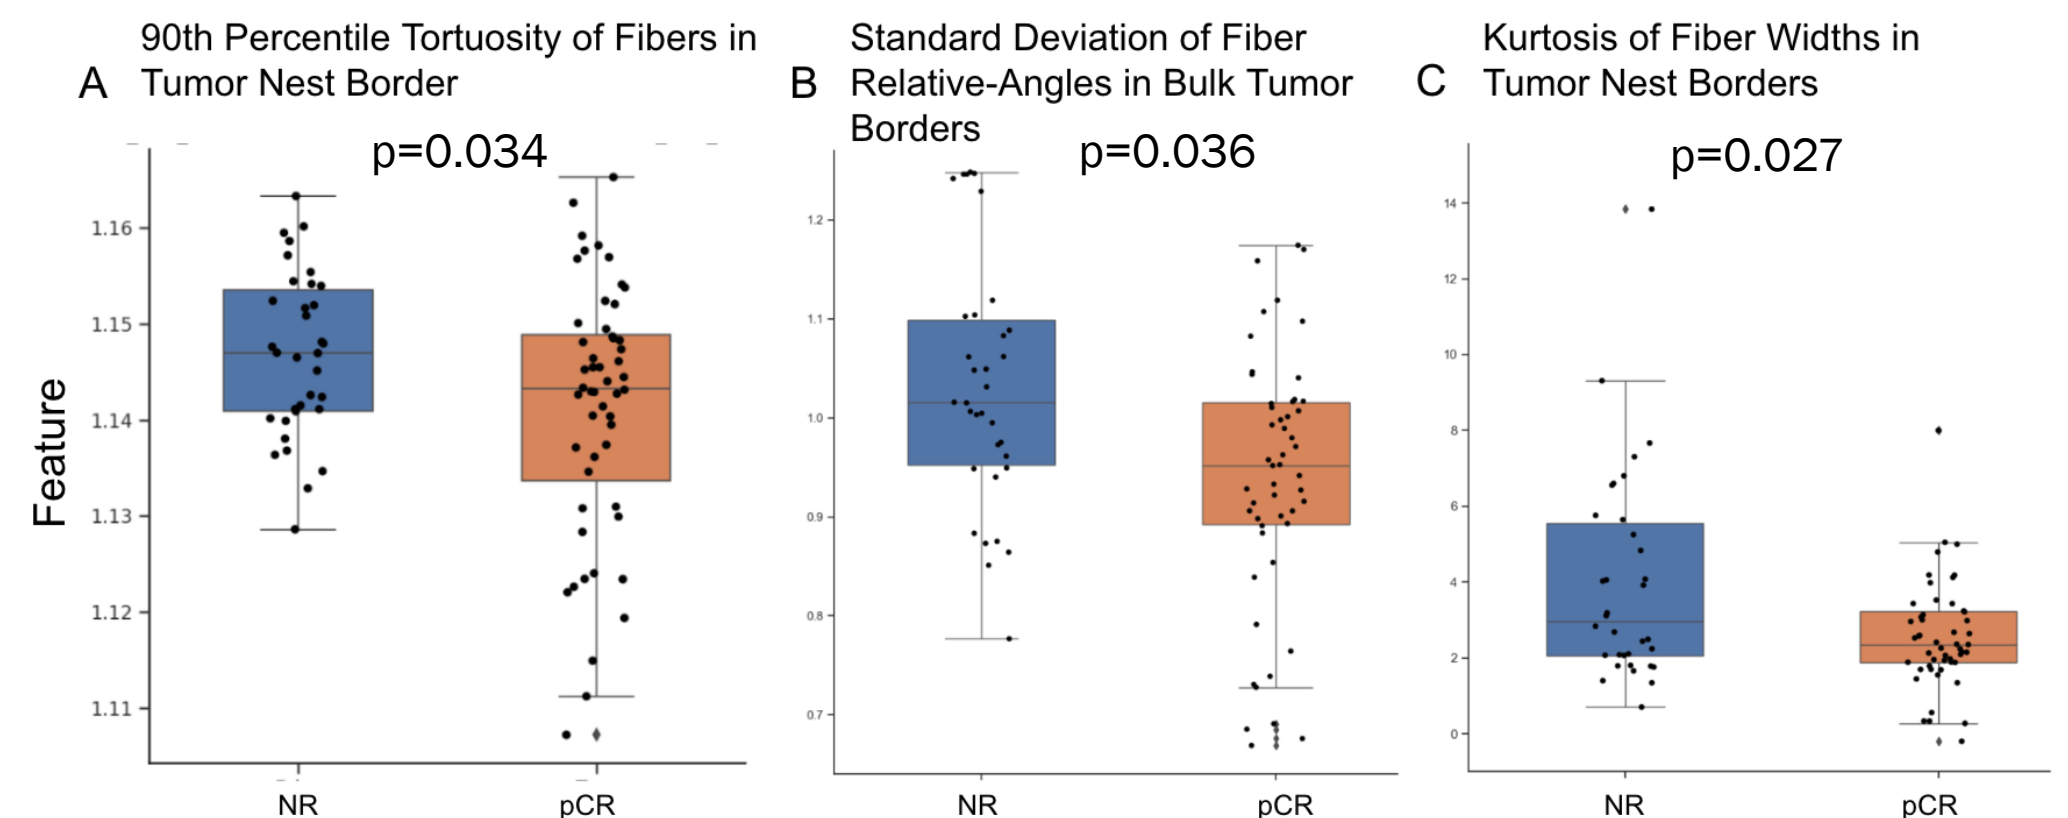 90th Percentile Tortuosity of Fibers in
A Tumor Nest Border
p=0.034
Feature
1.16
1.15
1.14
1.13
1.12
1.11
NR pCR
Standard Deviation of Fiber
B Relative-Angles in Bulk Tumor
Borders
p=0.036
1.2
1.1
1.0
0.9
0.8
0.7
NR pCR
Kurtosis of Fiber Widths in
C Tumor Nest Borders
p=0.027
14
12
10
8
6
4
2
0
NR pCR